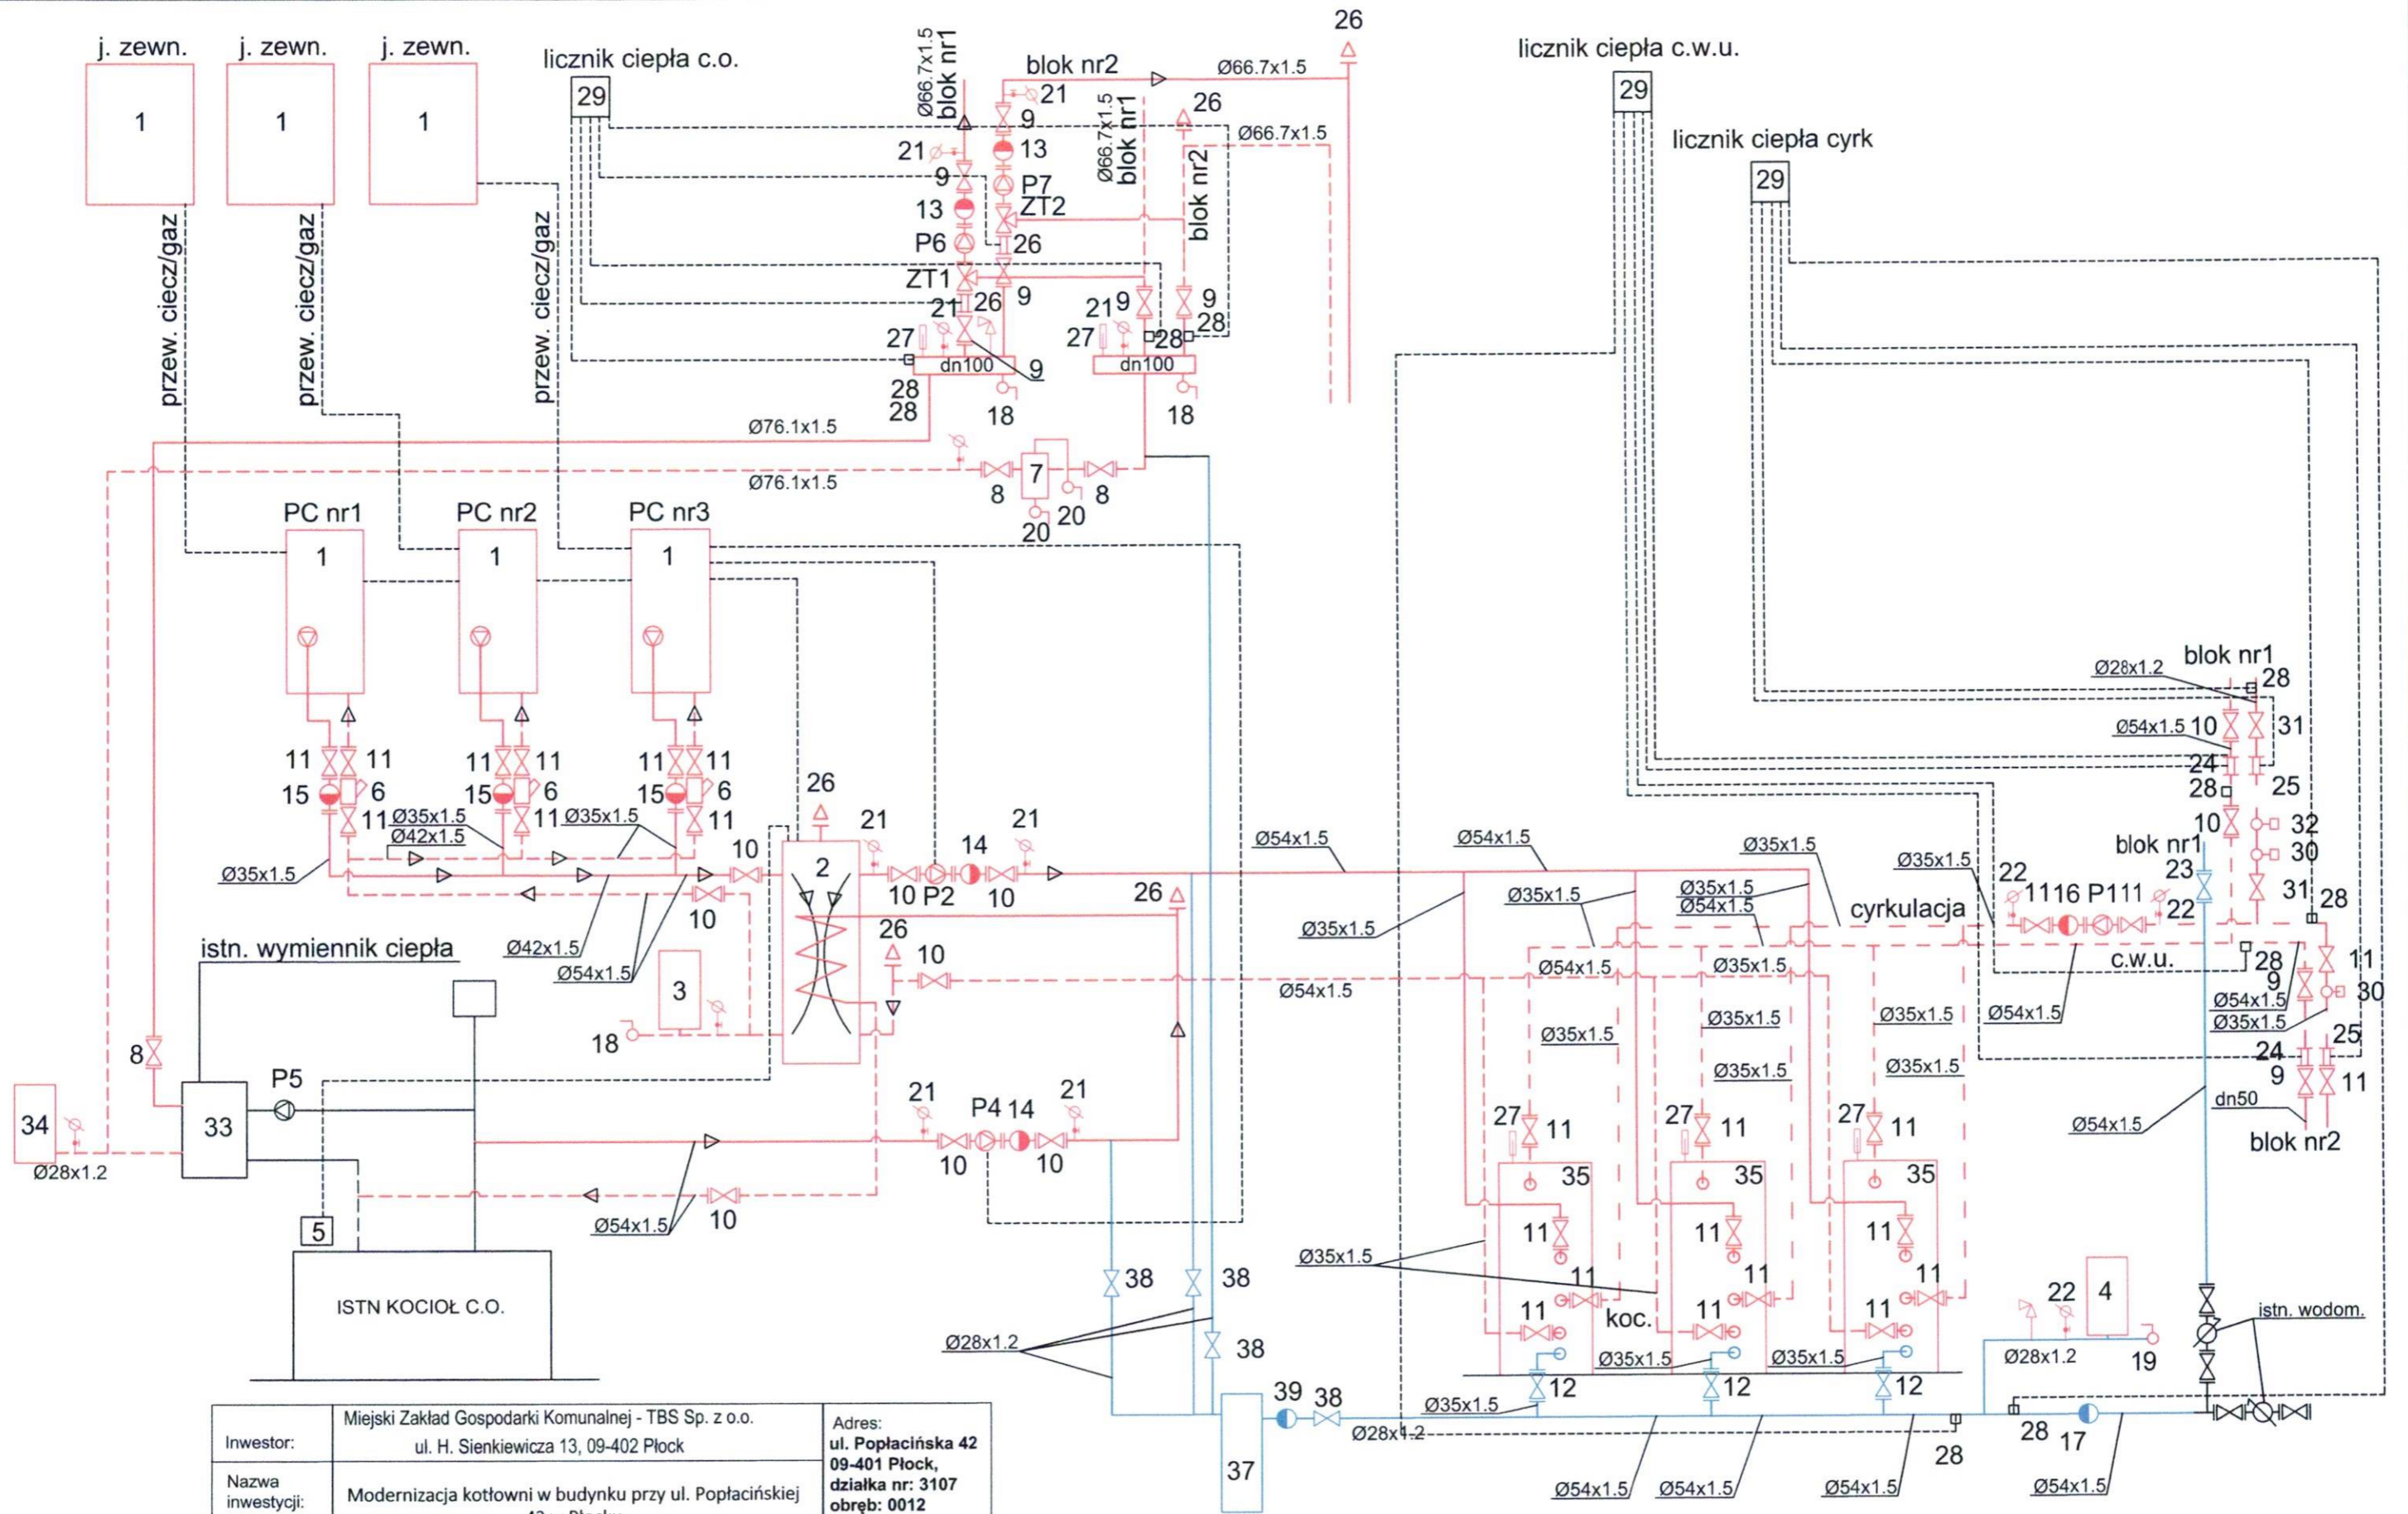 j. zewn.
j. zewn.
j. zewn.
1
1
1
przew. ciecz/gaz
przew. ciecz/gaz
przew. ciecz/gaz
licznik ciepła c.o.
29
Ø66.7x1.5
blok nr1
blok nr2
Ø66.7x1.5
26
21
9
26
Ø66.7x1.5
blok nr1
Ø66.7x1.5
21
13
9
P7
ZT2
blok nr2
13
P6
26
ZT1
9
21
26
21
9
9
28
27
27
28
dn100
9
dn100
28
28
18
18
Ø76.1x1.5
Ø76.1x1.5
7
8
8
20
20
licznik ciepła c.w.u.
29
licznik ciepła cyrk
29
PC nr1
PC nr2
PC nr3
1
1
1
11
11
11
11
11
11
15
6
15
6
15
6
11
11
11
Ø35x1.5
Ø35x1.5
Ø42x1.5
Ø35x1.5
10
10
Ø42x1.5
Ø54x1.5
26
2
21
14
21
10
P2
10
26
26
10
3
18
istn. wymiennik ciepła
8
P5
33
34
Ø28x1.2
5
ISTN KOCIOŁ C.O.
21
P4
14
21
10
10
10
Ø54x1.5
Ø54x1.5
Ø54x1.5
Ø35x1.5
Ø35x1.5
Ø35x1.5
Ø35x1.5
Ø35x1.5
Ø54x1.5
cyrkulacja
Ø54x1.5
Ø35x1.5
Ø54x1.5
Ø35x1.5
Ø35x1.5
Ø35x1.5
Ø35x1.5
Ø35x1.5
Ø35x1.5
22
11
16
P1
11
22
c.w.u.
Ø54x1.5
blok nr1
Ø28x1.2
28
Ø54x1.5
10
31
24
28
25
10
32
blok nr1
30
23
31
28
28
11
9
30
Ø54x1.5
Ø35x1.5
25
24
9
11
dn50
blok nr2
Ø54x1.5
27
11
27
11
27
11
35
35
35
11
11
11
11
11
11
11
11
11
koc.
Ø35x1.5
Ø35x1.5
Ø35x1.5
12
12
12
Ø35x1.5
38
38
38
Ø28x1.2
39
38
Ø28x1.2
37
Ø54x1.5
Ø54x1.5
Ø54x1.5
Ø54x1.5
28
28
17
22
4
19
Ø28x1.2
istn. wodom.
Inwestor:
Miejski Zakład Gospodarki Komunalnej - TBS Sp. z o.o.
ul. H. Sienkiewicza 13, 09-402 Płock
Adres:
ul. Popłacińska 42
09-401 Płock,
działka nr: 3107
obręb: 0012
Nazwa
inwestycji:
Modernizacja kotłowni w budynku przy ul. Popłacińskiej